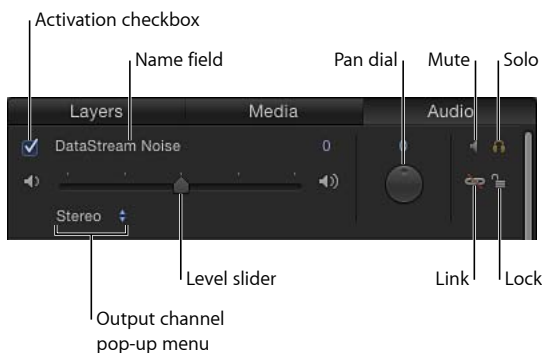 Activation checkbox
Name field
Pan dial
Mute
Solo
Layers
Media
Audio
DataStream Noise
0
0
Stereo
Level slider
Link
Lock
Output channel
pop-up menu